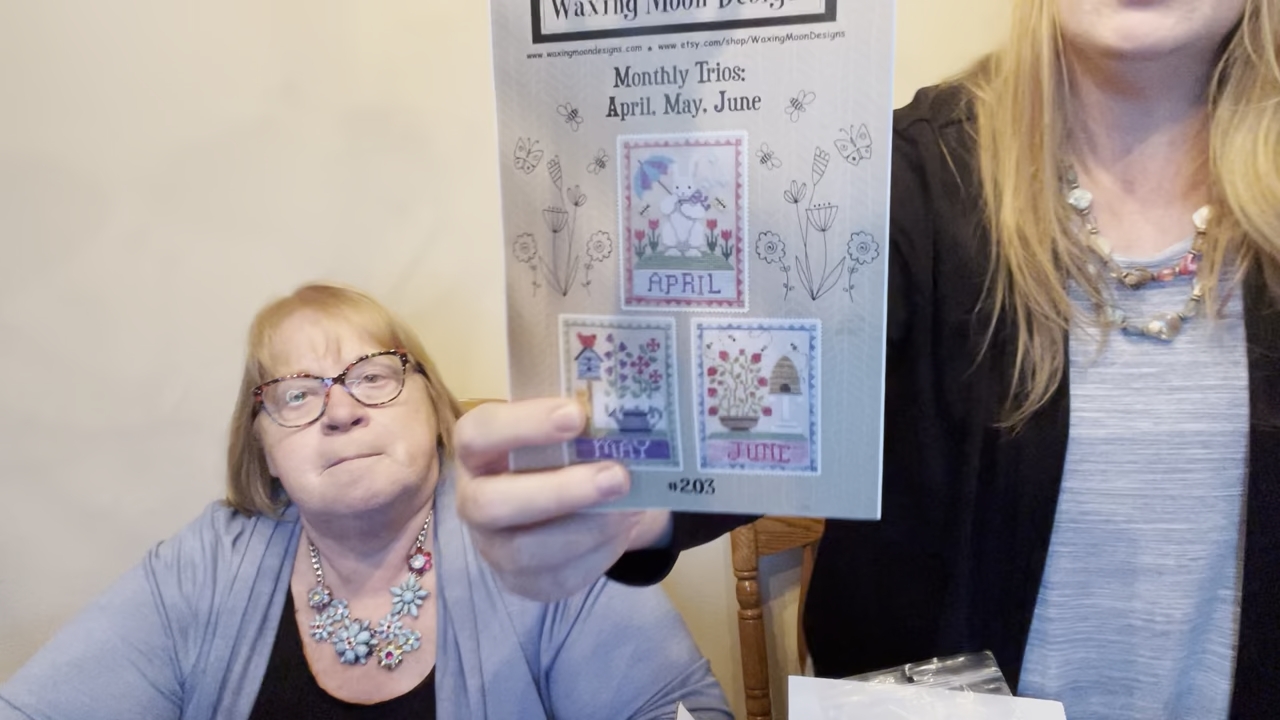 Waxing Moon Designs
www.waxingmoondesigns.com • www.etsy.com/shop/WaxingMoonDesigns
Monthly Trios:
April, May, June
APRIL
MAY
JUNE
#203